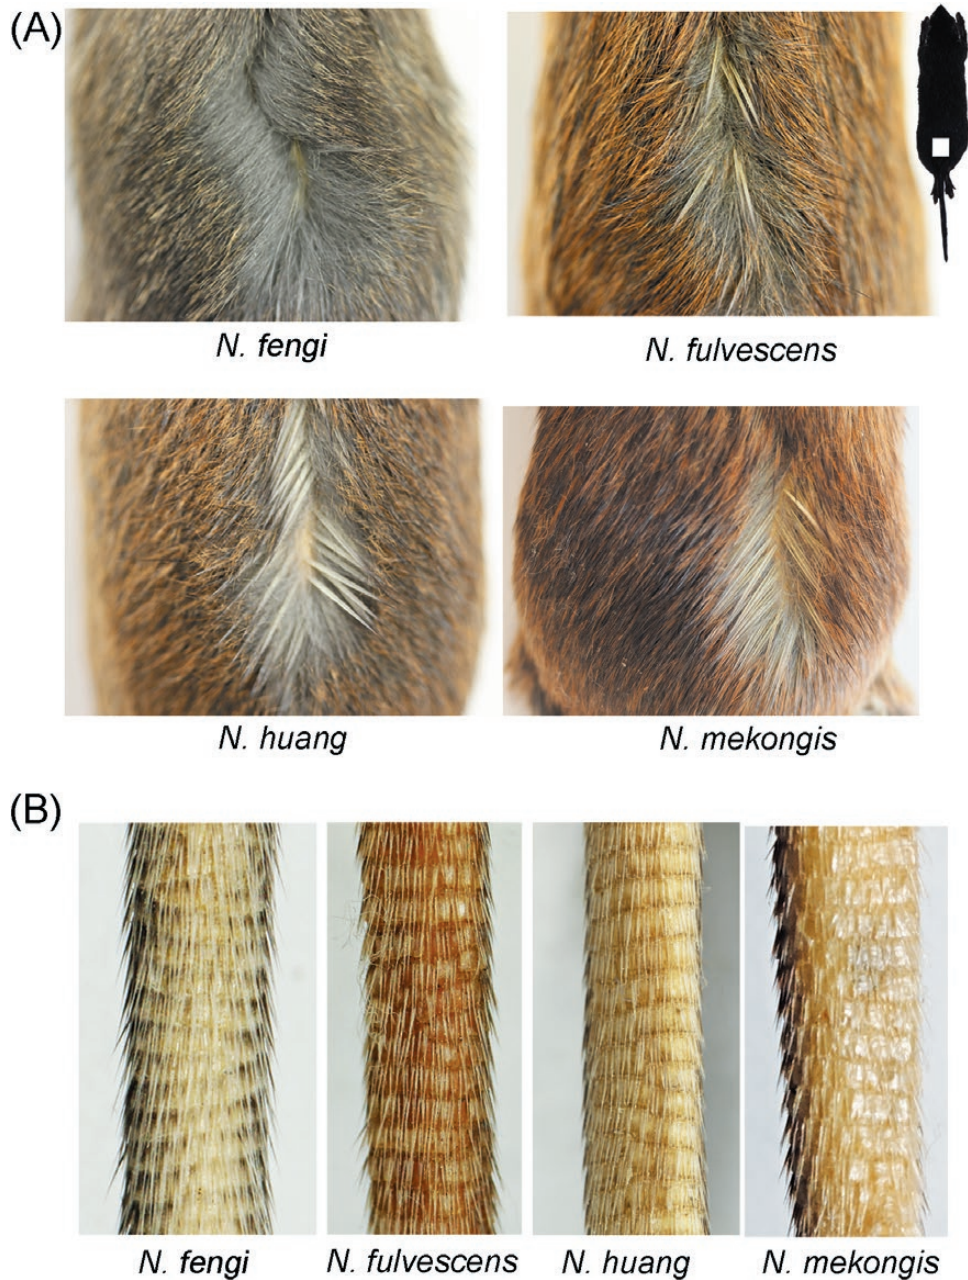 (A)
N. fengi
N. fulvescens
N. huang
N. mekongis
(B)
N. fengi
N. fulvescens
N. huang
N. mekongis